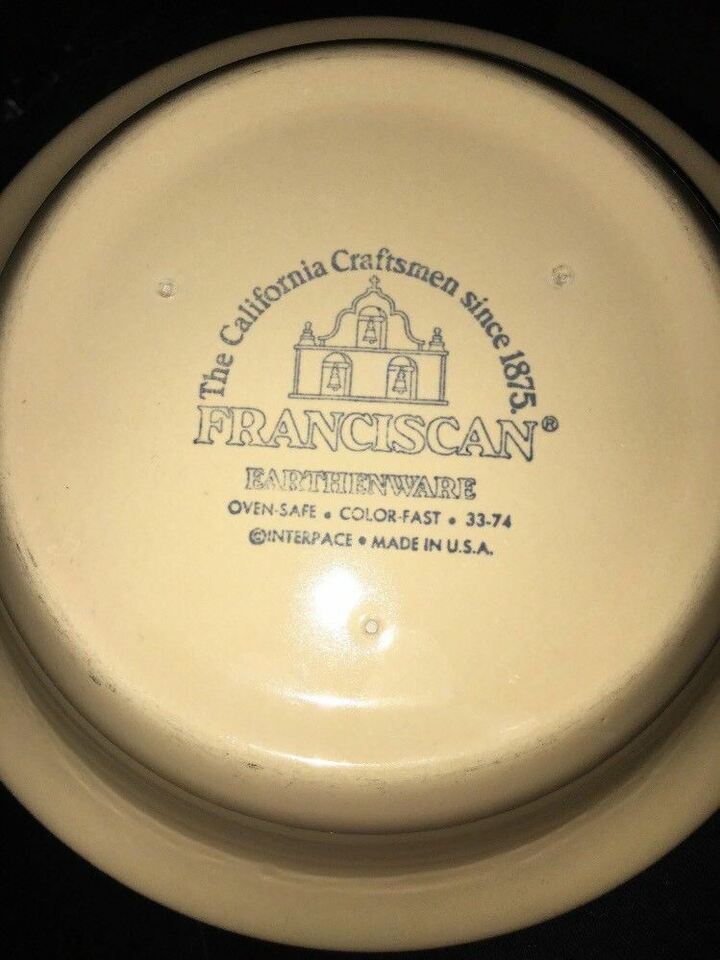 The California Craftsmen since 1875.
FRANCISCAN®
EARTHENWARE
OVEN-SAFE • COLOR-FAST • 33-74
©INTERPACE • MADE IN U.S.A.